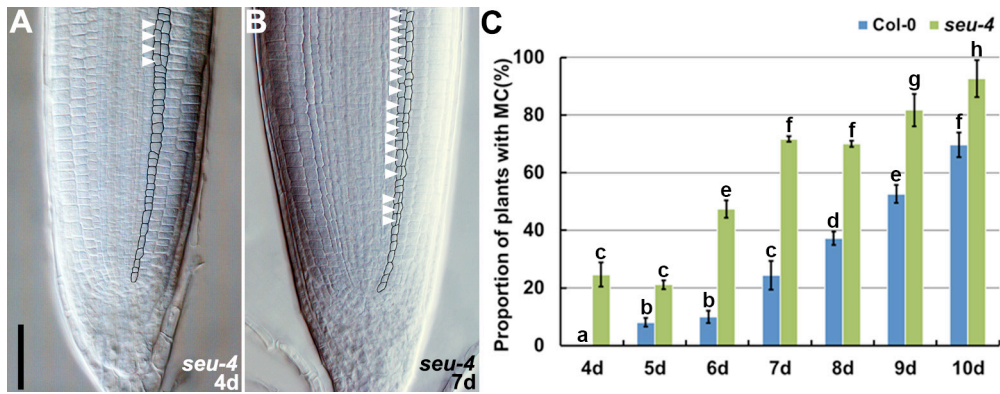 A
seu-4
4d
B
seu-4
7d
C
Col-0 seu-4
Proportion of plants with MC(%)
100
80
60
40
20
0
a c b c b e c f d f e g f h
4d 5d 6d 7d 8d 9d 10d